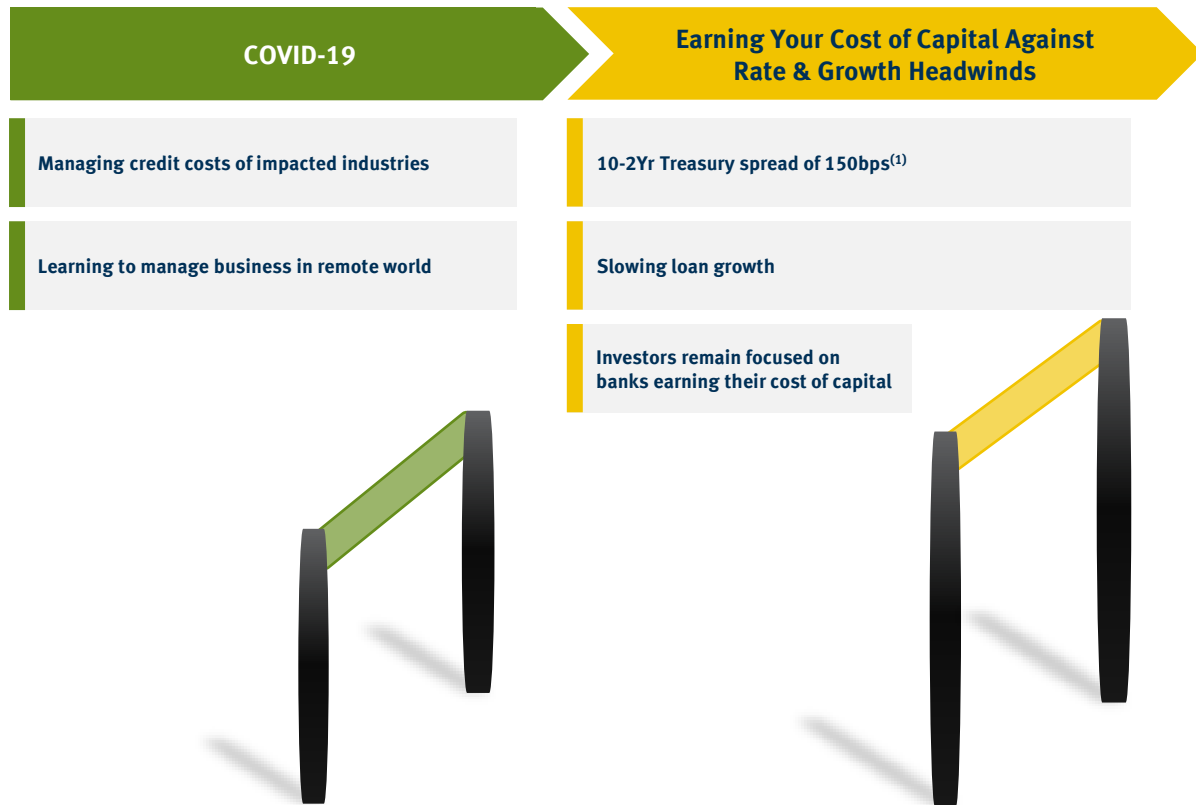 COVID-19
Earning Your Cost of Capital Against
Rate & Growth Headwinds
Managing credit costs of impacted industries
Learning to manage business in remote world
10-2Yr Treasury spread of 150bps(1)
Slowing loan growth
Investors remain focused on
banks earning their cost of capital